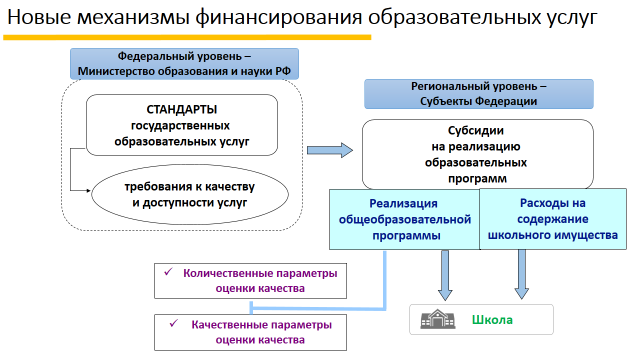 Новые механизмы финансирования образовательных услуг
Федеральный уровень –
Министерство образования и науки РФ
СТАНДАРТЫ
государственных
образовательных услуг
требования к качеству
и доступности услуг
Региональный уровень –
Субъекты Федерации
Субсидии
на реализацию
образовательных
программ
Реализация
общеобразовательной
программы
Расходы на
содержание
школьного имущества
✓ Количественные параметры
оценки качества
✓ Качественные параметры
оценки качества
Школа